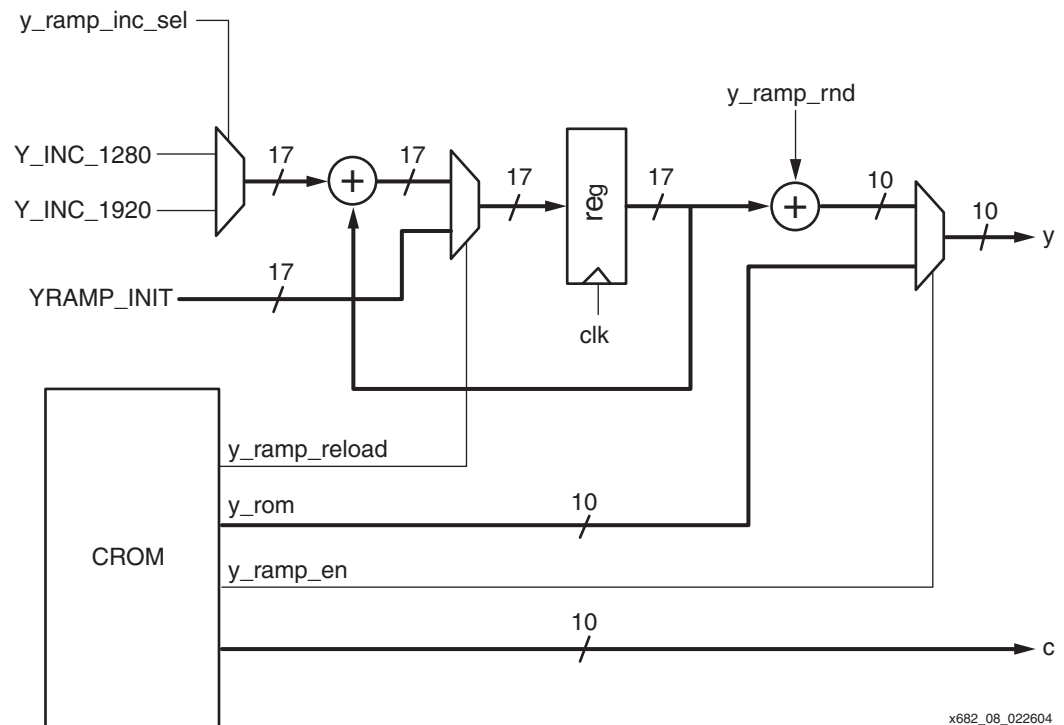 y_ramp_inc_sel
y_ramp_rnd
Y_INC_1280
17
17
17
17
10
10
+
reg
+
y
Y_INC_1920
17
YRAMP_INIT
clk
y_ramp_reload
y_rom
10
CROM
y_ramp_en
10
c
x682_08_022604